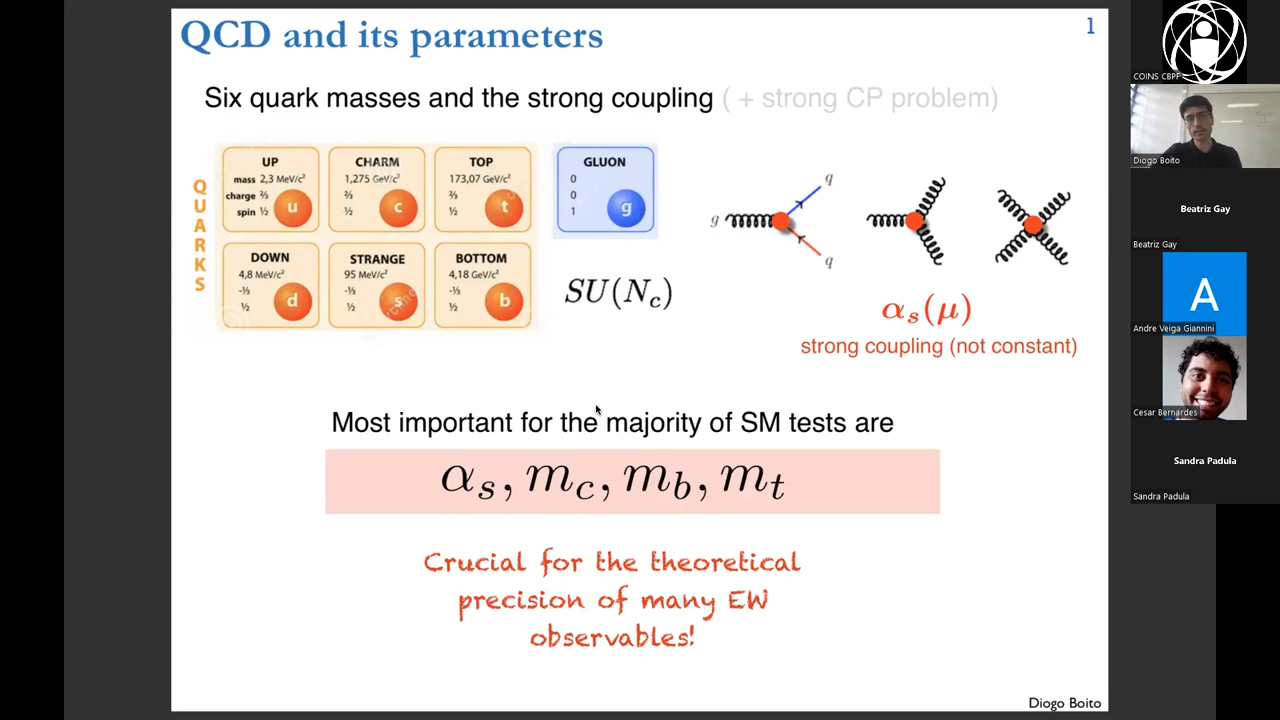 QCD and its parameters
1
Six quark masses and the strong coupling ( + strong CP problem)
QUARKS
UP
mass 2,3 MeV/c²
charge ⅔
spin ½
u
CHARM
1,275 GeV/c²
⅔
½
c
TOP
173,07 GeV/c²
⅔
½
t
GLUON
0
0
1
g
DOWN
4,8 MeV/c²
-⅓
½
d
STRANGE
95 MeV/c²
-⅓
½
s
BOTTOM
4,18 GeV/c²
-⅓
½
b
SU(N_c)
g
q
q
α_s(μ)
strong coupling (not constant)
Most important for the majority of SM tests are
α_s, m_c, m_b, m_t
Crucial for the theoretical
precision of many EW
observables!
Diogo Boito
COINS CBPF
Diogo Boito
Beatriz Gay
Beatriz Gay
A
Andre Veiga Giannini
Cesar Bernardes
Sandra Padula
Sandra Padula